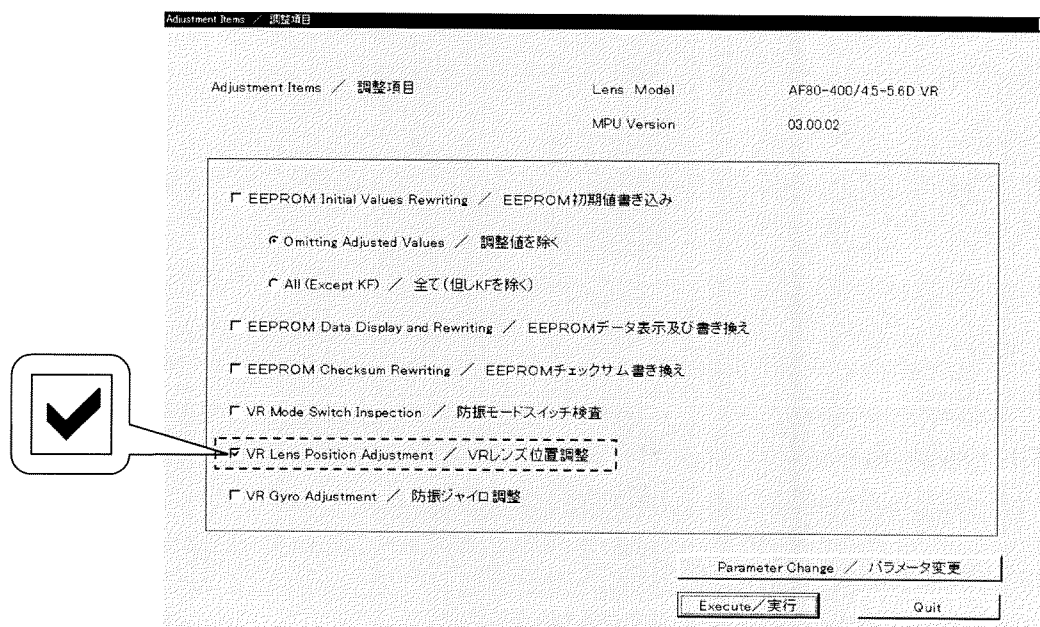 Adjustment Items ／ 調整項目
Adjustment Items ／ 調整項目
Lens Model AF80-400/4.5-5.6D VR
MPU Version 03.00.02
EEPROM Initial Values Rewriting ／ EEPROM初期値書き込み
Omitting Adjusted Values ／ 調整値を除く
All (Except KF) ／ 全て(但しKFを除く)
EEPROM Data Display and Rewriting ／ EEPROMデータ表示及び書き換え
EEPROM Checksum Rewriting ／ EEPROMチェックサム書き換え
VR Mode Switch Inspection ／ 防振モードスイッチ検査
VR Lens Position Adjustment ／ VRレンズ位置調整
VR Gyro Adjustment ／ 防振ジャイロ調整
Parameter Change ／ パラメータ変更
Execute／実行
Quit